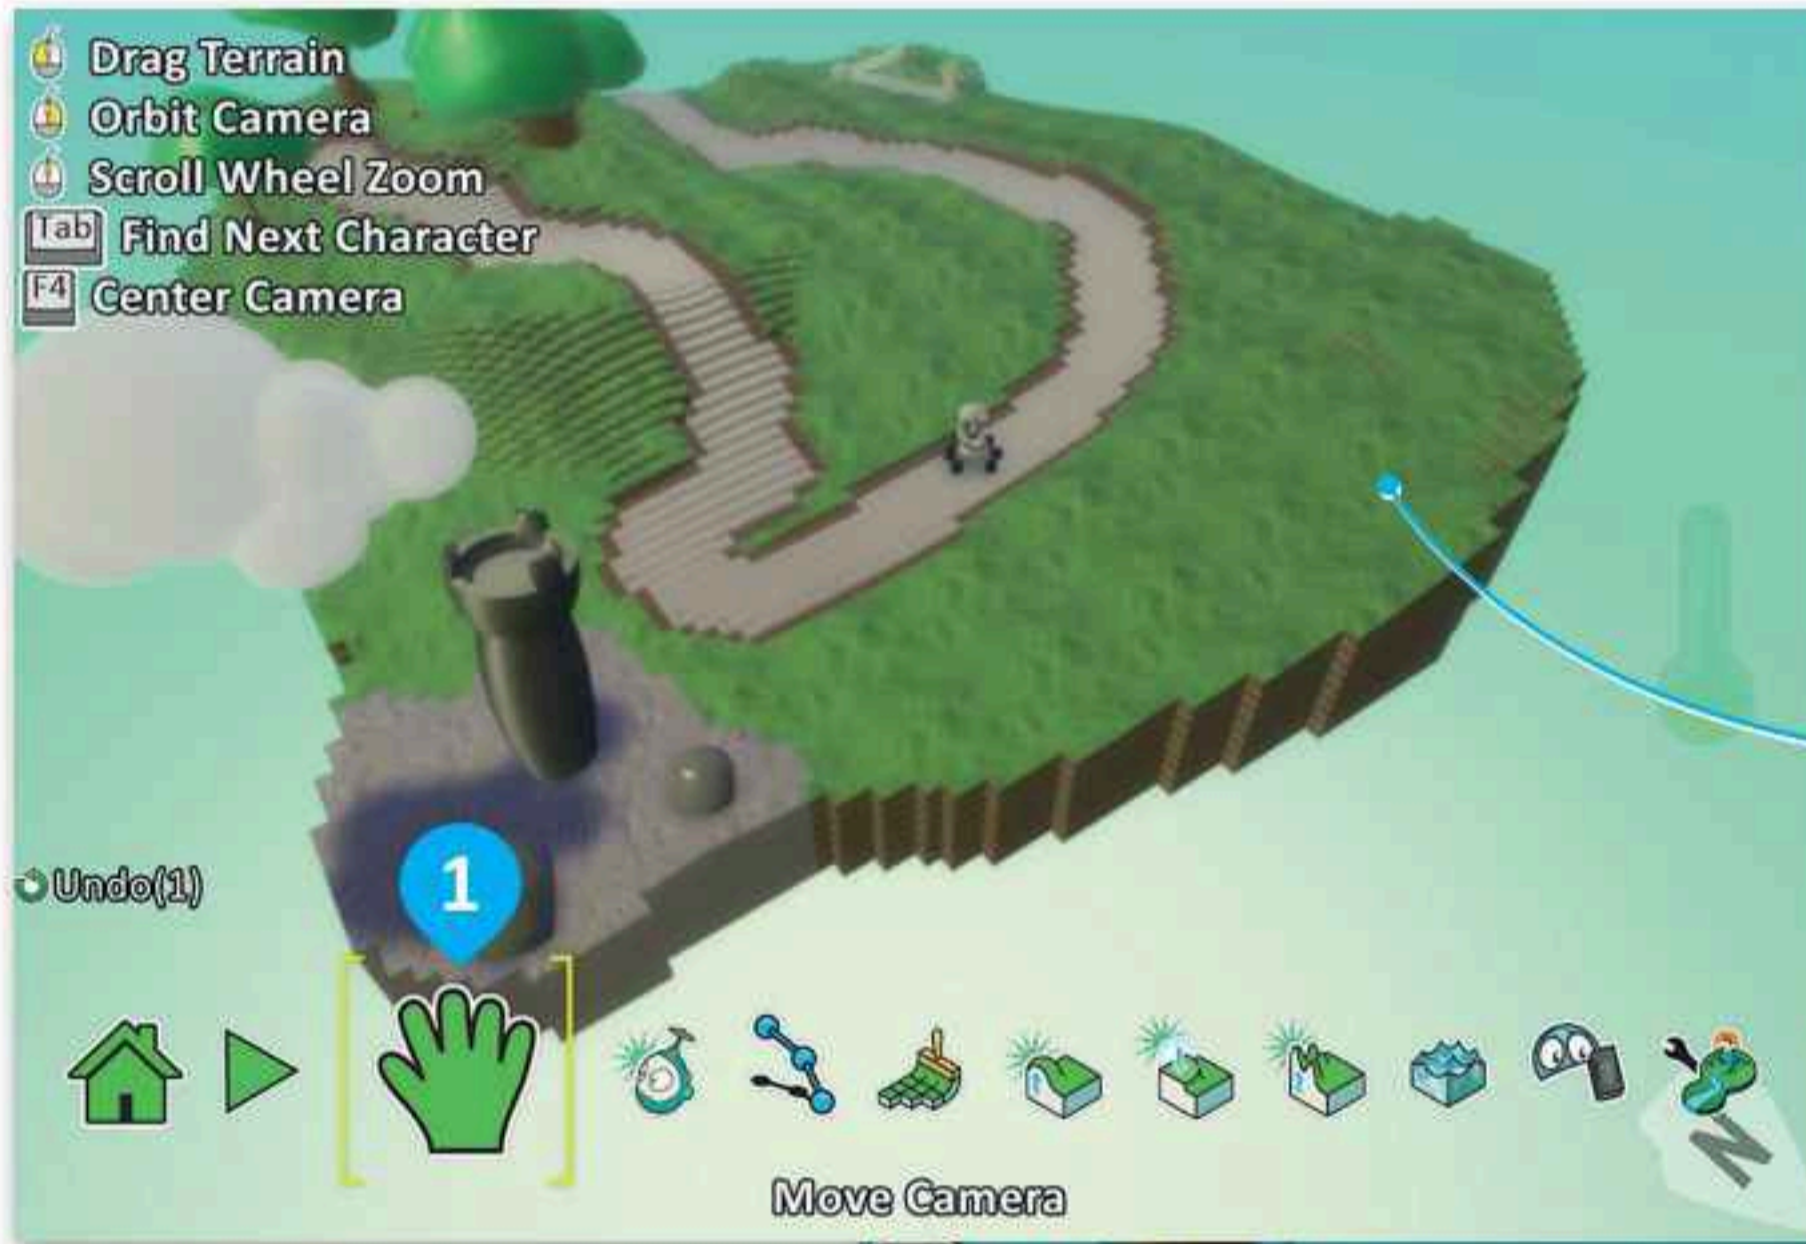 Drag Terrain
Orbit Camera
Scroll Wheel Zoom
Tab Find Next Character
F4 Center Camera
Undo(1)
1
N
Move Camera